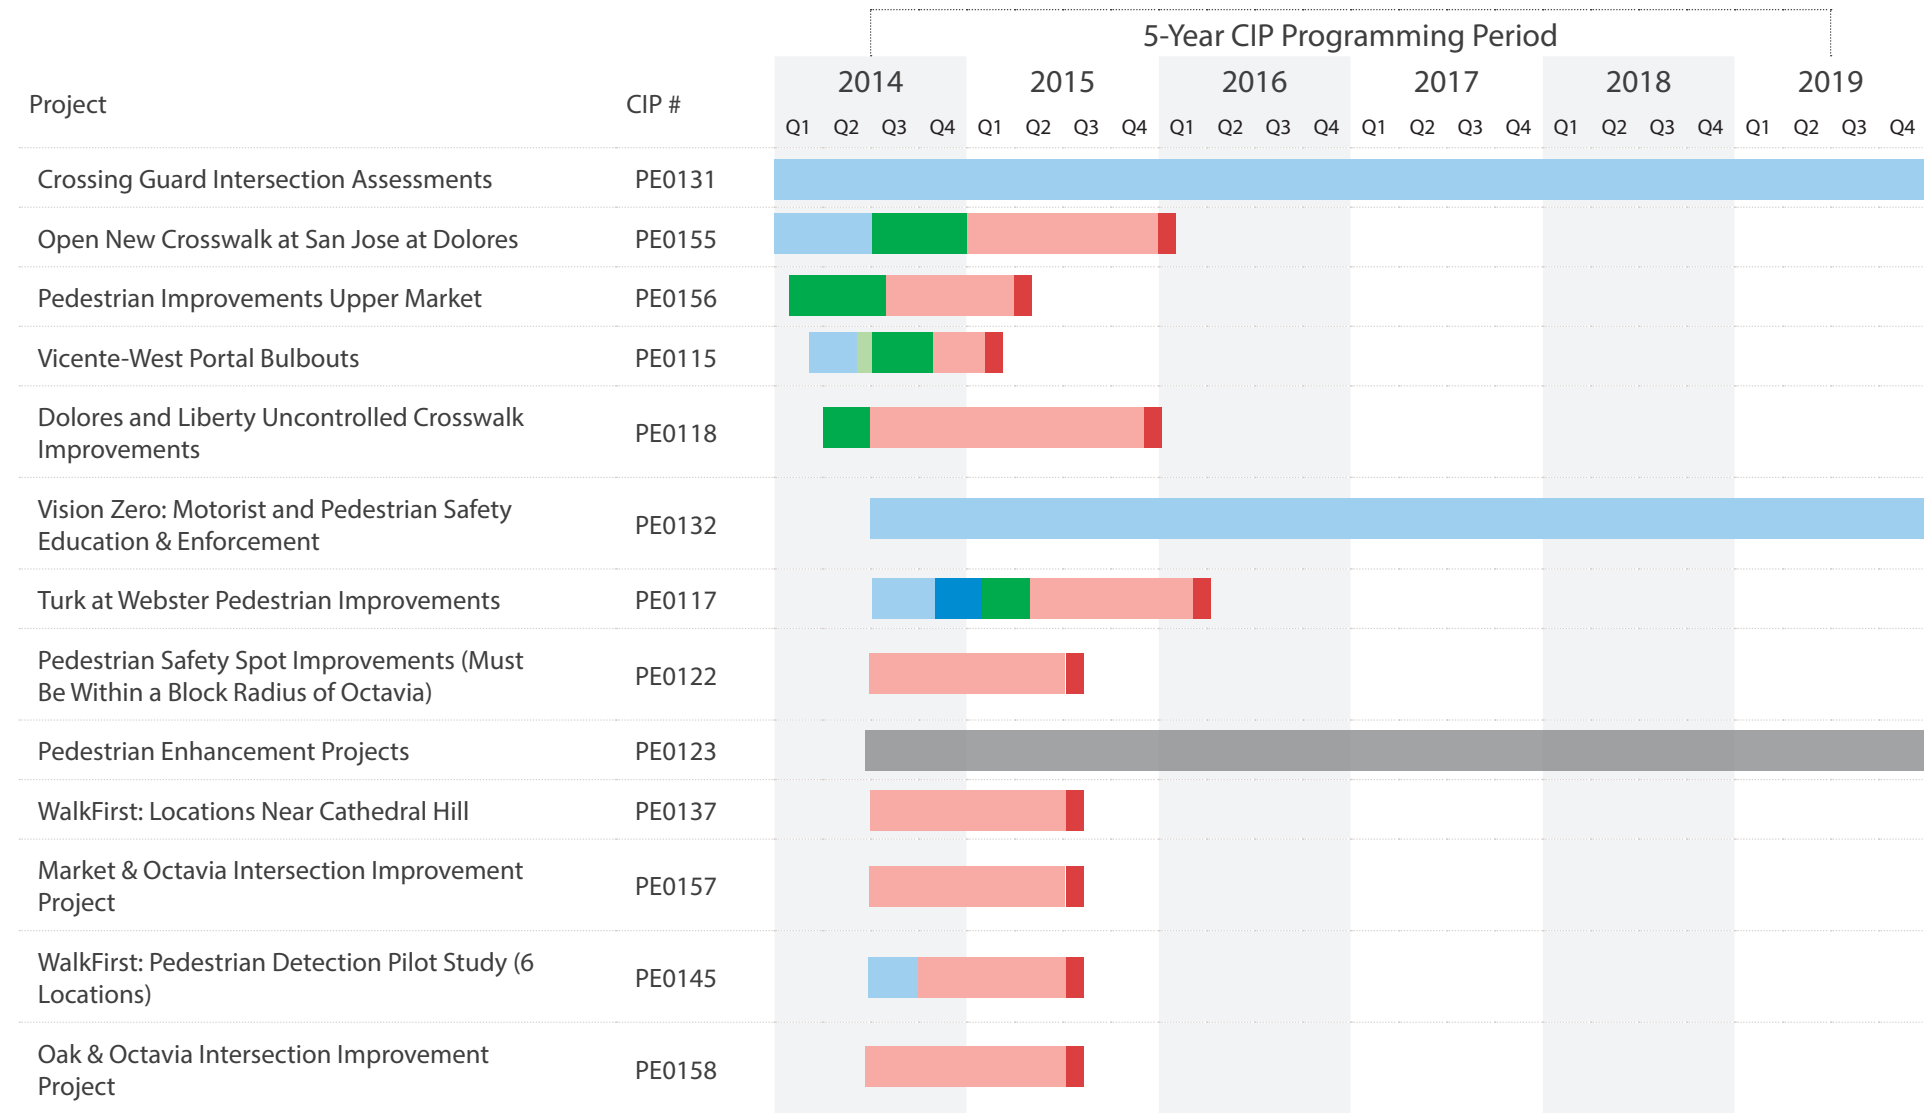 5-Year CIP Programming Period
2014 2015 2016 2017 2018 2019
Project CIP #
Q1 Q2 Q3 Q4 Q1 Q2 Q3 Q4 Q1 Q2 Q3 Q4 Q1 Q2 Q3 Q4 Q1 Q2 Q3 Q4 Q1 Q2 Q3 Q4
Crossing Guard Intersection Assessments PE0131
Open New Crosswalk at San Jose at Dolores PE0155
Pedestrian Improvements Upper Market PE0156
Vicente-West Portal Bulbouts PE0115
Dolores and Liberty Uncontrolled Crosswalk
Improvements
PE0118
Vision Zero: Motorist and Pedestrian Safety
Education & Enforcement
PE0132
Turk at Webster Pedestrian Improvements PE0117
Pedestrian Safety Spot Improvements (Must
Be Within a Block Radius of Octavia)
PE0122
Pedestrian Enhancement Projects PE0123
WalkFirst: Locations Near Cathedral Hill PE0137
Market & Octavia Intersection Improvement
Project
PE0157
WalkFirst: Pedestrian Detection Pilot Study (6
Locations)
PE0145
Oak & Octavia Intersection Improvement
Project
PE0158